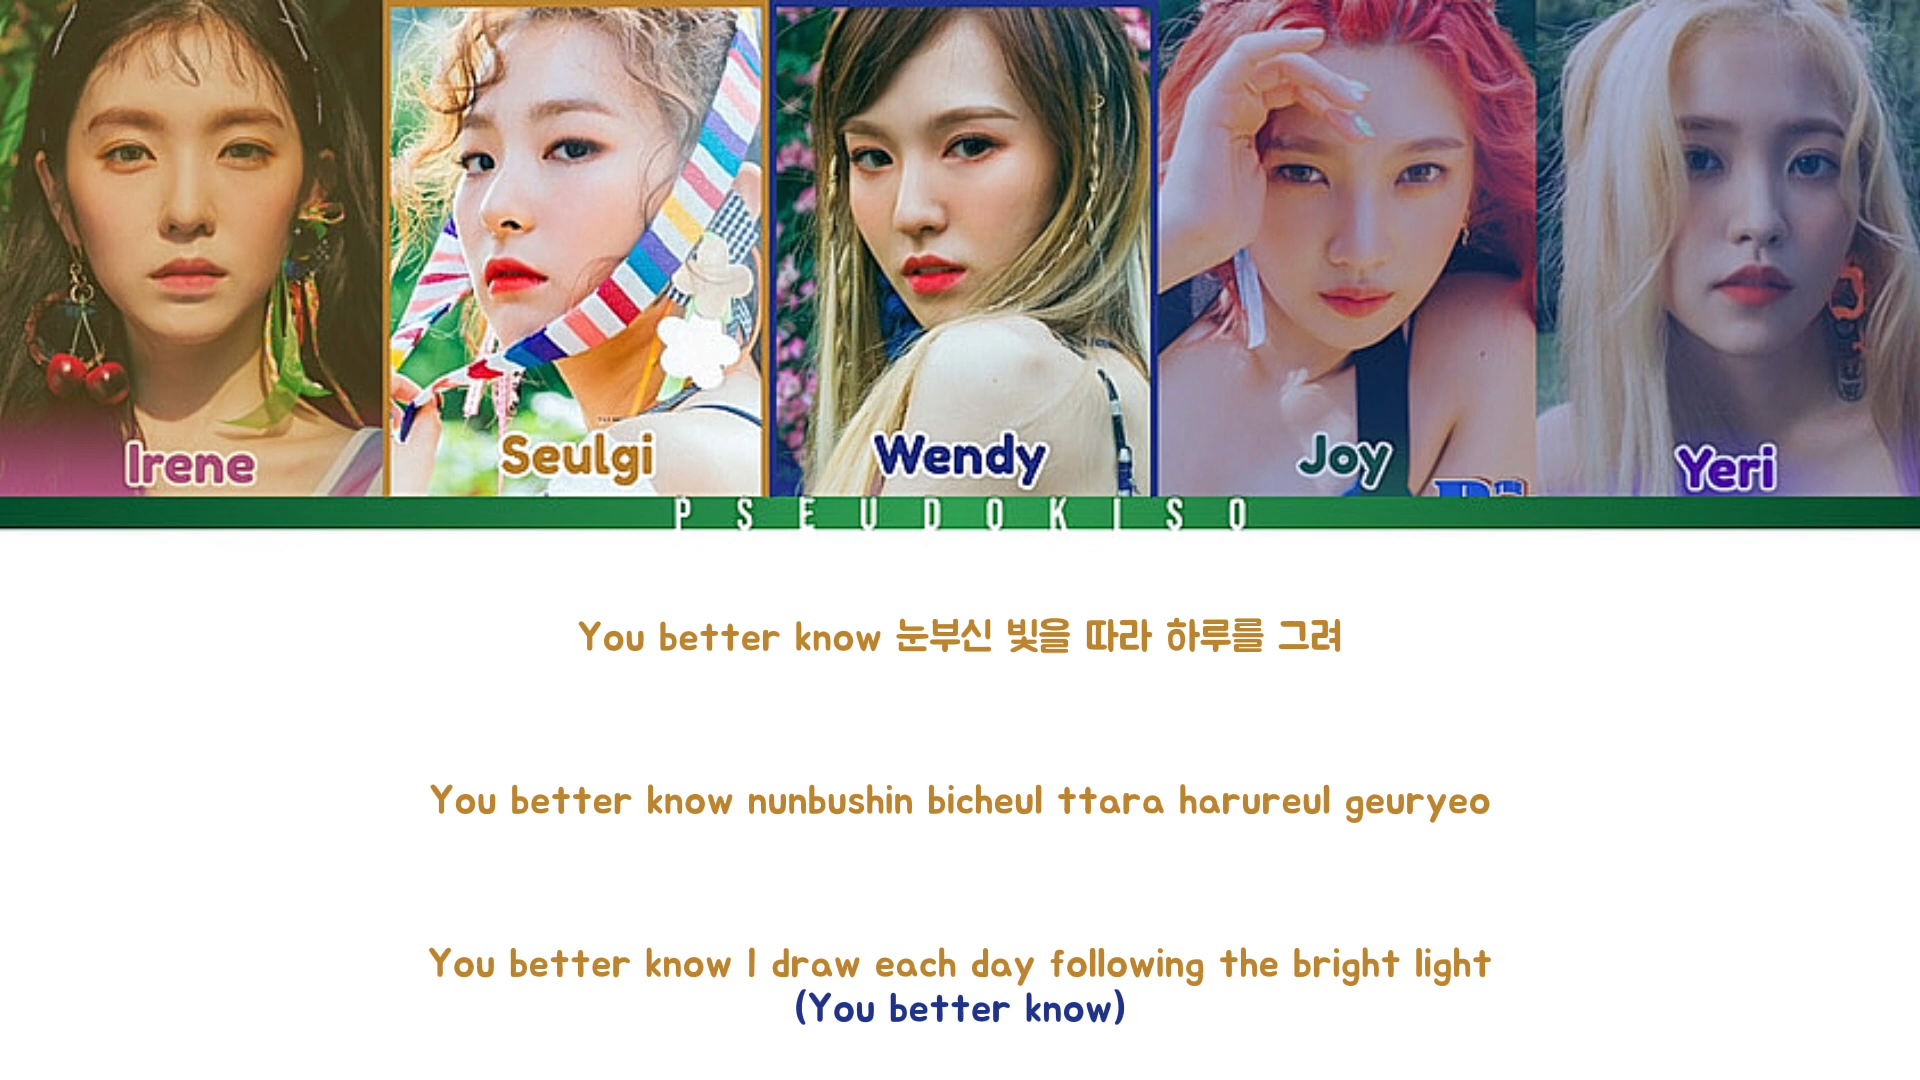 Irene
Seulgi
Wendy
Joy
Yeri
PSEUDOKISO
You better know 눈부신 빛을 따라 하루를 그려
You better know nunbushin bicheul ttara harureul geuryeo
You better know I draw each day following the bright light
(You better know)